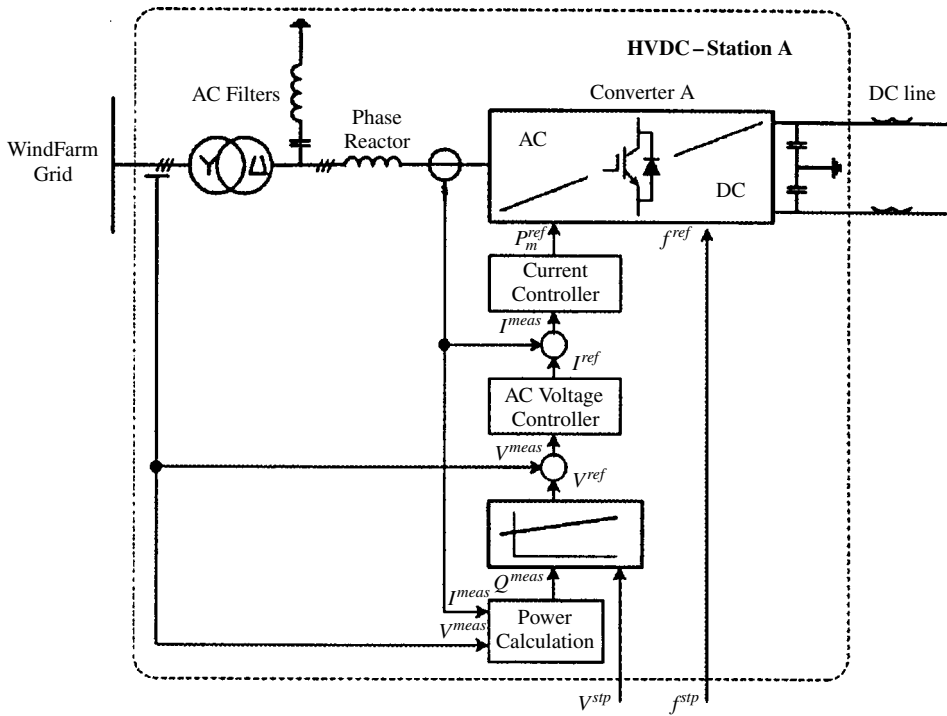 HVDC – Station A
AC Filters
Converter A
DC line
Phase
Reactor
WindFarm
Grid
AC
DC
P_m^{ref}
f^{ref}
Current
Controller
I^{meas}
I^{ref}
AC Voltage
Controller
V^{meas}
V^{ref}
Q^{meas}
I^{meas}
V^{meas}
Power
Calculation
V^{stp}
f^{stp}